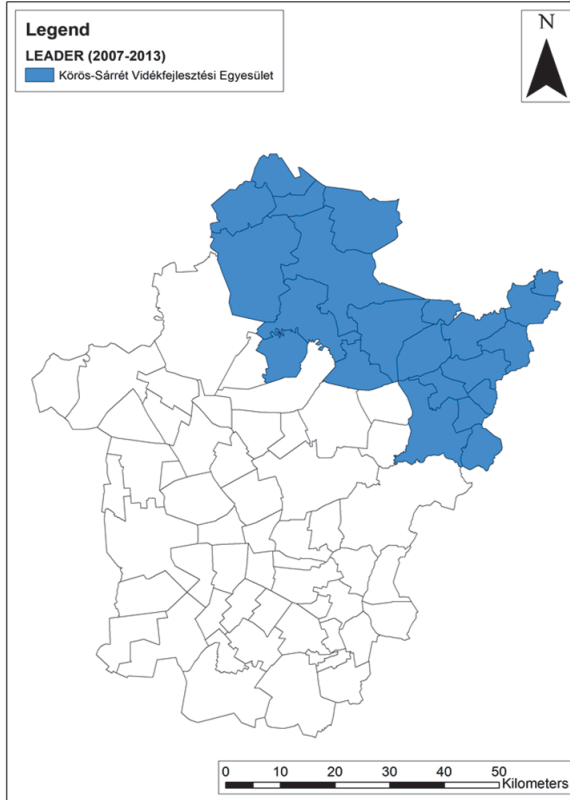 Legend
LEADER (2007-2013)
Körös-Sárrét Vidékfejlesztési Egyesület
N
0 10 20 30 40 50
Kilometers